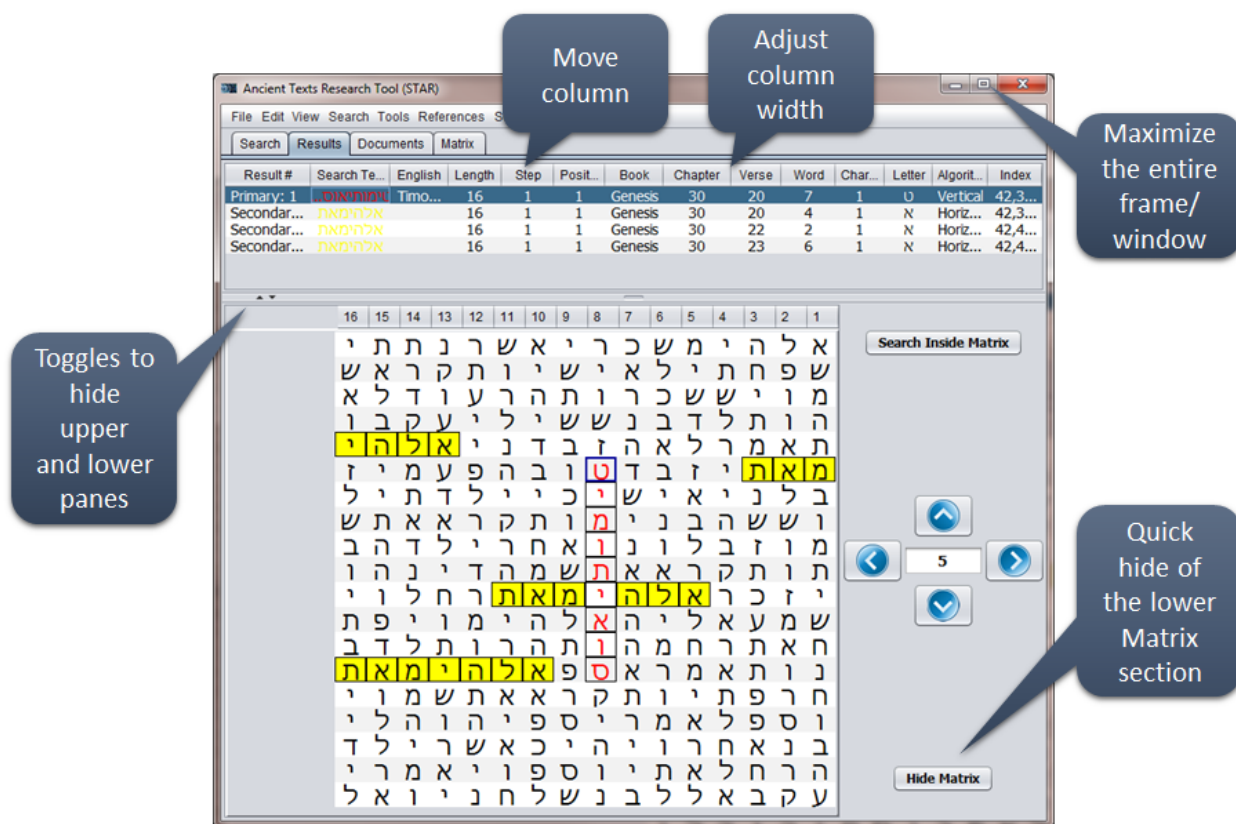 Move
column
Adjust
column
width
Maximize
the entire
frame/
window
Toggles to
hide
upper
and lower
panes
Quick
hide of
the lower
Matrix
section
Ancient Texts Research Tool (STAR)
File Edit View Search Tools References S
Search Results Documents Matrix
Result # Search Te... English Length Step Posit... Book Chapter Verse Word Char... Letter Algorit... Index
Primary: 1 Timo... 16 1 1 Genesis 30 20 7 1 ט Vertical 42,3...
Secondar... אלהימאת 16 1 1 Genesis 30 20 4 1 א Horiz... 42,3...
Secondar... אלהימאת 16 1 1 Genesis 30 22 2 1 א Horiz... 42,4...
Secondar... אלהימאת 16 1 1 Genesis 30 23 6 1 א Horiz... 42,4...
16 15 14 13 12 11 10 9 8 7 6 5 4 3 2 1
א ל ה י מ ש כ ר י א ש ר נ ת ת י
ש פ ח ת י ל א י ש י ו ת ק ר א ש
מ ו י ש ש כ ר ו ת ה ר ע ו ד ל א
ה ו ת ל ד ב נ ש ש י ל י ע ק ב ו
ת א מ ר ל א ה ז ב ד נ י א ל ה י
מ א ת י ז ב ד ט ו ב ה פ ע מ י ז
ב ל נ י א י ש י כ י י ל ד ת י ל
ו ש ש ה ב נ י מ ו ת ק ר א א ת ש
מ ו ז ב ל ו נ ו א ח ר י ל ד ה ב
ת ו ת ק ר א א ת ש מ ה ד י נ ה ו
י ז כ ר א ל ה י מ א ת ר ח ל ו י
ש מ ע א ל י ה א ל ה י מ ו י פ ת
ח א ת ר ח מ ה ו ת ה ר ו ת ל ד ב
נ ו ת א מ ר א ס פ א ל ה י מ א ת
ח ר פ ת י ו ת ק ר א א ת ש מ ו י
ו ס פ ל א מ ר י ס פ י ה ו ה ל י
ב נ א ח ר ו י ה י כ א ש ר י ל ד
ה ר ח ל א ת י ו ס פ ו י א מ ר י
ע ק ב א ל ל ב נ ש ל ח נ י ו א ל
Search Inside Matrix
5
Hide Matrix